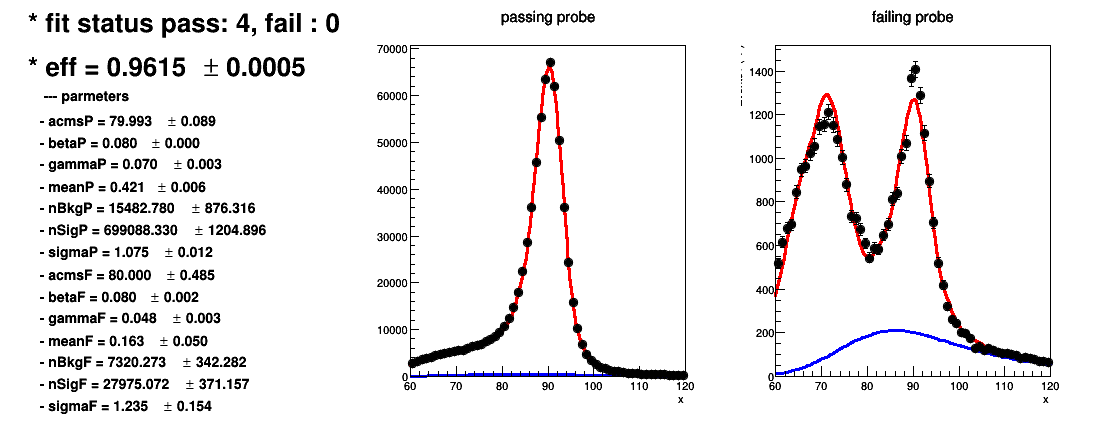 * fit status pass: 4, fail : 0
* eff = 0.9615 ± 0.0005
--- parmeters
- acmsP = 79.993 ± 0.089
- betaP = 0.080 ± 0.000
- gammaP = 0.070 ± 0.003
- meanP = 0.421 ± 0.006
- nBkgP = 15482.780 ± 876.316
- nSigP = 699088.330 ± 1204.896
- sigmaP = 1.075 ± 0.012
- acmsF = 80.000 ± 0.485
- betaF = 0.080 ± 0.002
- gammaF = 0.048 ± 0.003
- meanF = 0.163 ± 0.050
- nBkgF = 7320.273 ± 342.282
- nSigF = 27975.072 ± 371.157
- sigmaF = 1.235 ± 0.154
passing probe
70000
60000
50000
40000
30000
20000
10000
0
60 70 80 90 100 110 120
x
failing probe
1400
1200
1000
800
600
400
200
0
60 70 80 90 100 110 120
x